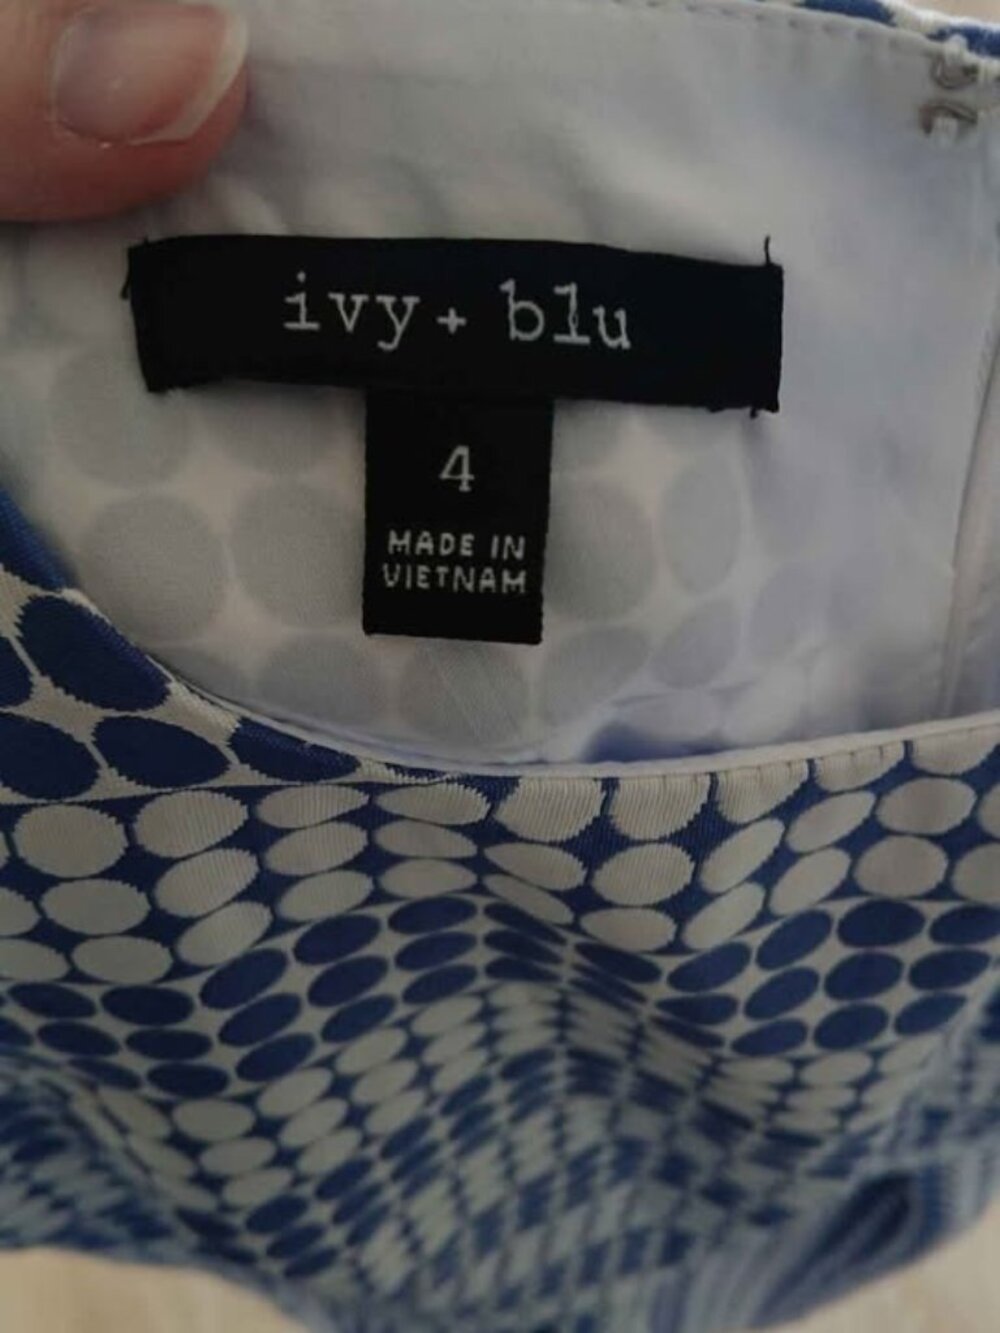 ivy + blu
4
MADE IN
VIETNAM